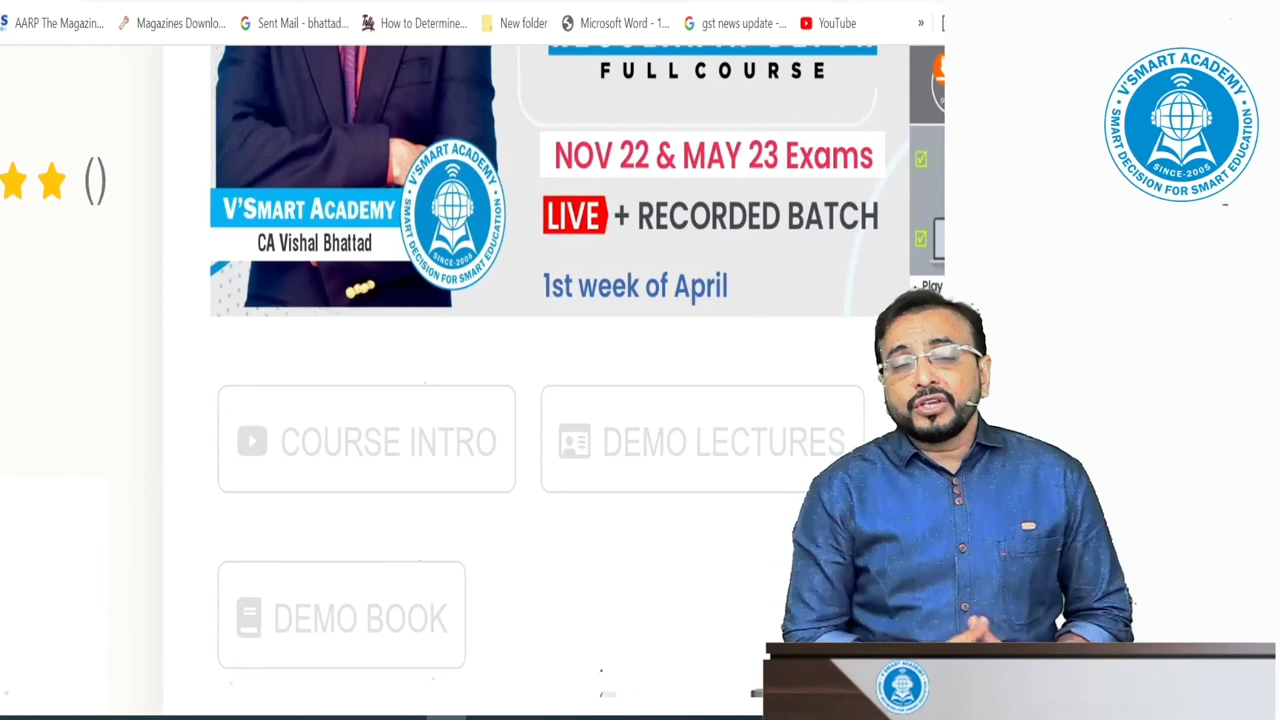 AARP The Magazin...
Magazines Downlo...
Sent Mail - bhattad...
How to Determine...
New folder
Microsoft Word - 1...
gst news update -...
YouTube
»
FULL COURSE
NOV 22 & MAY 23 Exams
LIVE + RECORDED BATCH
1st week of April
V'SMART ACADEMY
CA Vishal Bhattad
V'SMART ACADEMY
SINCE-2005
SMART DECISION FOR SMART EDUCATION
()
Play
COURSE INTRO
DEMO LECTURES
DEMO BOOK
V'SMART ACADEMY
SINCE-2005
SMART DECISION FOR SMART EDUCATION